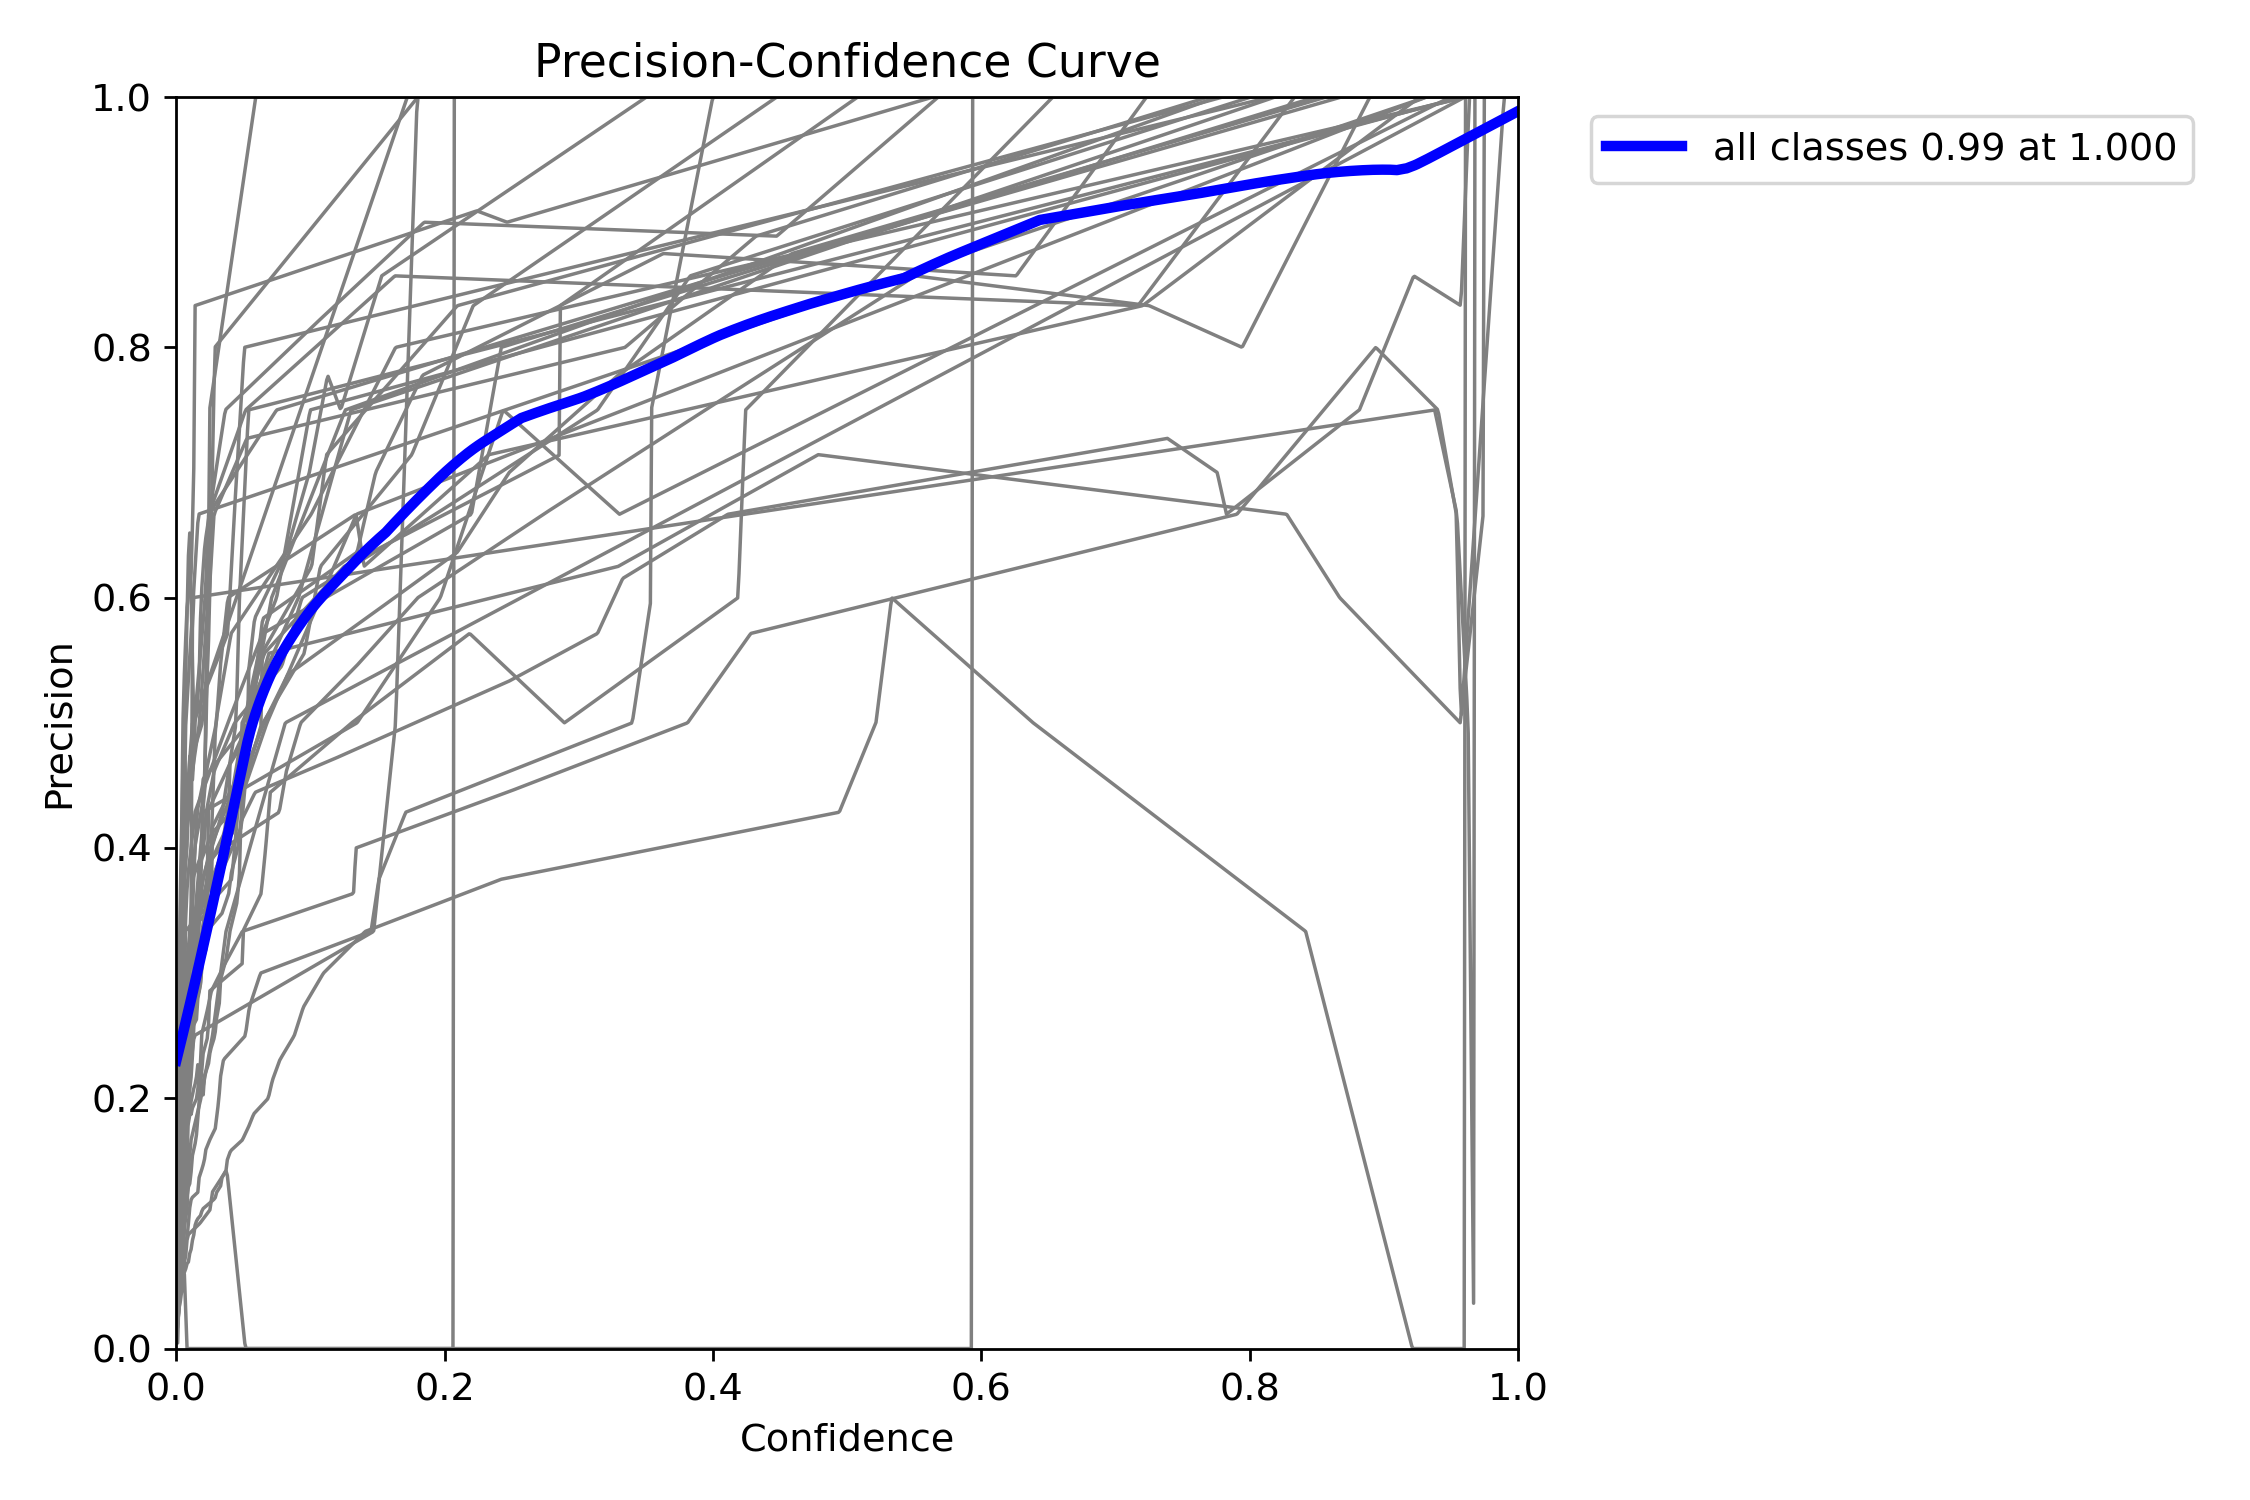 Precision-Confidence Curve
1.0
0.8
0.6
0.4
0.2
0.0
Precision
0.0 0.2 0.4 0.6 0.8 1.0
Confidence
all classes 0.99 at 1.000